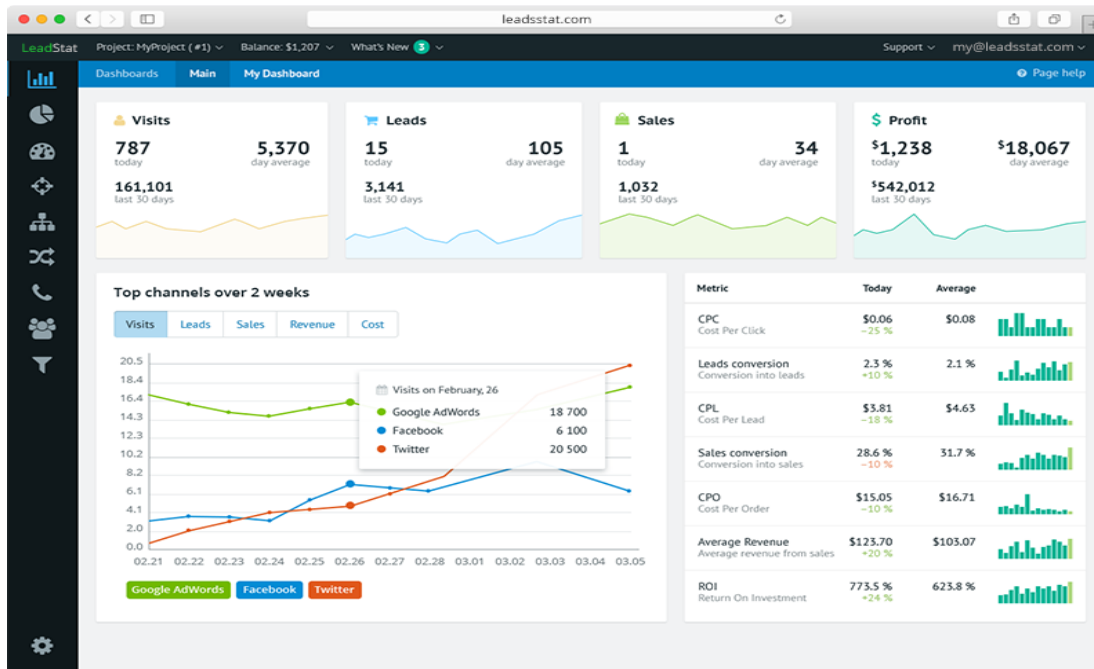 leadsstat.com
LeadStat Project: MyProject (#1) Balance: $1,207 What's New 3 Support my@leadsstat.com
Dashboards Main My Dashboard Page help
Visits
787 5,370
today day average
161,101
last 30 days
Leads
15 105
today day average
3,141
last 30 days
Sales
1 34
today day average
1,032
last 30 days
$ Profit
$1,238 $18,067
today day average
$542,012
last 30 days
Top channels over 2 weeks
Visits Leads Sales Revenue Cost
20.5
18.4
16.4
14.3
12.3
10.2
8.2
6.1
4.1
2.0
0.0
02.21 02.22 02.23 02.24 02.25 02.26 02.27 02.28 03.01 03.02 03.03 03.04 03.05
Visits on February, 26
Google AdWords 18 700
Facebook 6 100
Twitter 20 500
Google AdWords Facebook Twitter
Metric Today Average
CPC $0.06 $0.08
Cost Per Click −25 %
Leads conversion 2.3 % 2.1 %
Conversion into leads +10 %
CPL $3.81 $4.63
Cost Per Lead −18 %
Sales conversion 28.6 % 31.7 %
Conversion into sales −10 %
CPO $15.05 $16.71
Cost Per Order −10 %
Average Revenue $123.70 $103.07
Average revenue from sales +20 %
ROI 773.5 % 623.8 %
Return On Investment +24 %